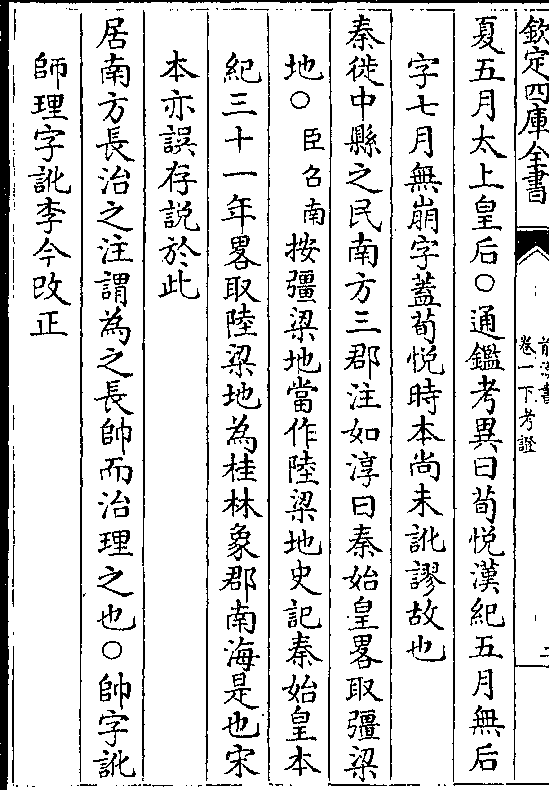 欽定四庫全書
卷一下考證
夏五月太上皇后○通鑑考異曰荀悦漢紀五月無后
字七月無崩字蓋荀悦時本尚未訛謬故也
秦徙中縣之民南方三郡注如淳曰秦始皇畧取彊梁
地○臣召南按彊梁地當作陸梁地史記秦始皇本
紀三十一年畧取陸梁地為桂林象郡南海是也宋
本亦誤存説於此
居南方長治之注謂為之長帥而治理之也○帥字訛
師理字訛李今改正